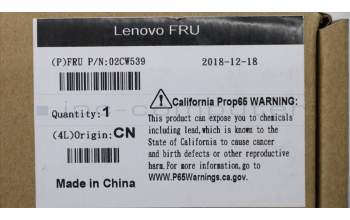 Lenovo FRU
(P)FRU P/N:02CW539 2018-12-18
Quantity:1
(4L)Origin:CN
Made in China
California Prop65 WARNING:
This product can expose you to chemicals
including lead,which is known to the
State of California to cause cancer
and birth defects or other reproductive
harm.For more information,go to
WWW.P65Warnings.ca.gov.